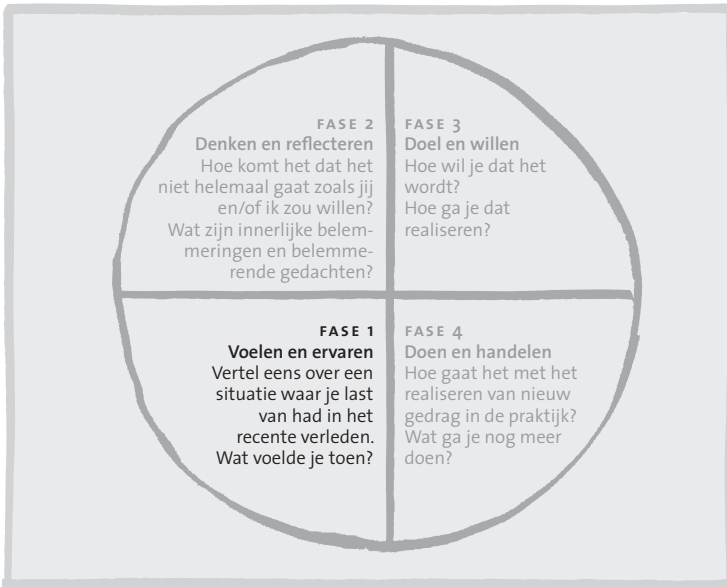 FASE 2
Denken en reflecteren
Hoe komt het dat het
niet helemaal gaat zoals jij
en/of ik zou willen?
Wat zijn innerlijke belem-
meringen en belemme-
rende gedachten?
FASE 3
Doel en willen
Hoe wil je dat het
wordt?
Hoe ga je dat
realiseren?
FASE 1
Voelen en ervaren
Vertel eens over een
situatie waar je last
van had in het
recente verleden.
Wat voelde je toen?
FASE 4
Doen en handelen
Hoe gaat het met het
realiseren van nieuw
gedrag in de praktijk?
Wat ga je nog meer
doen?